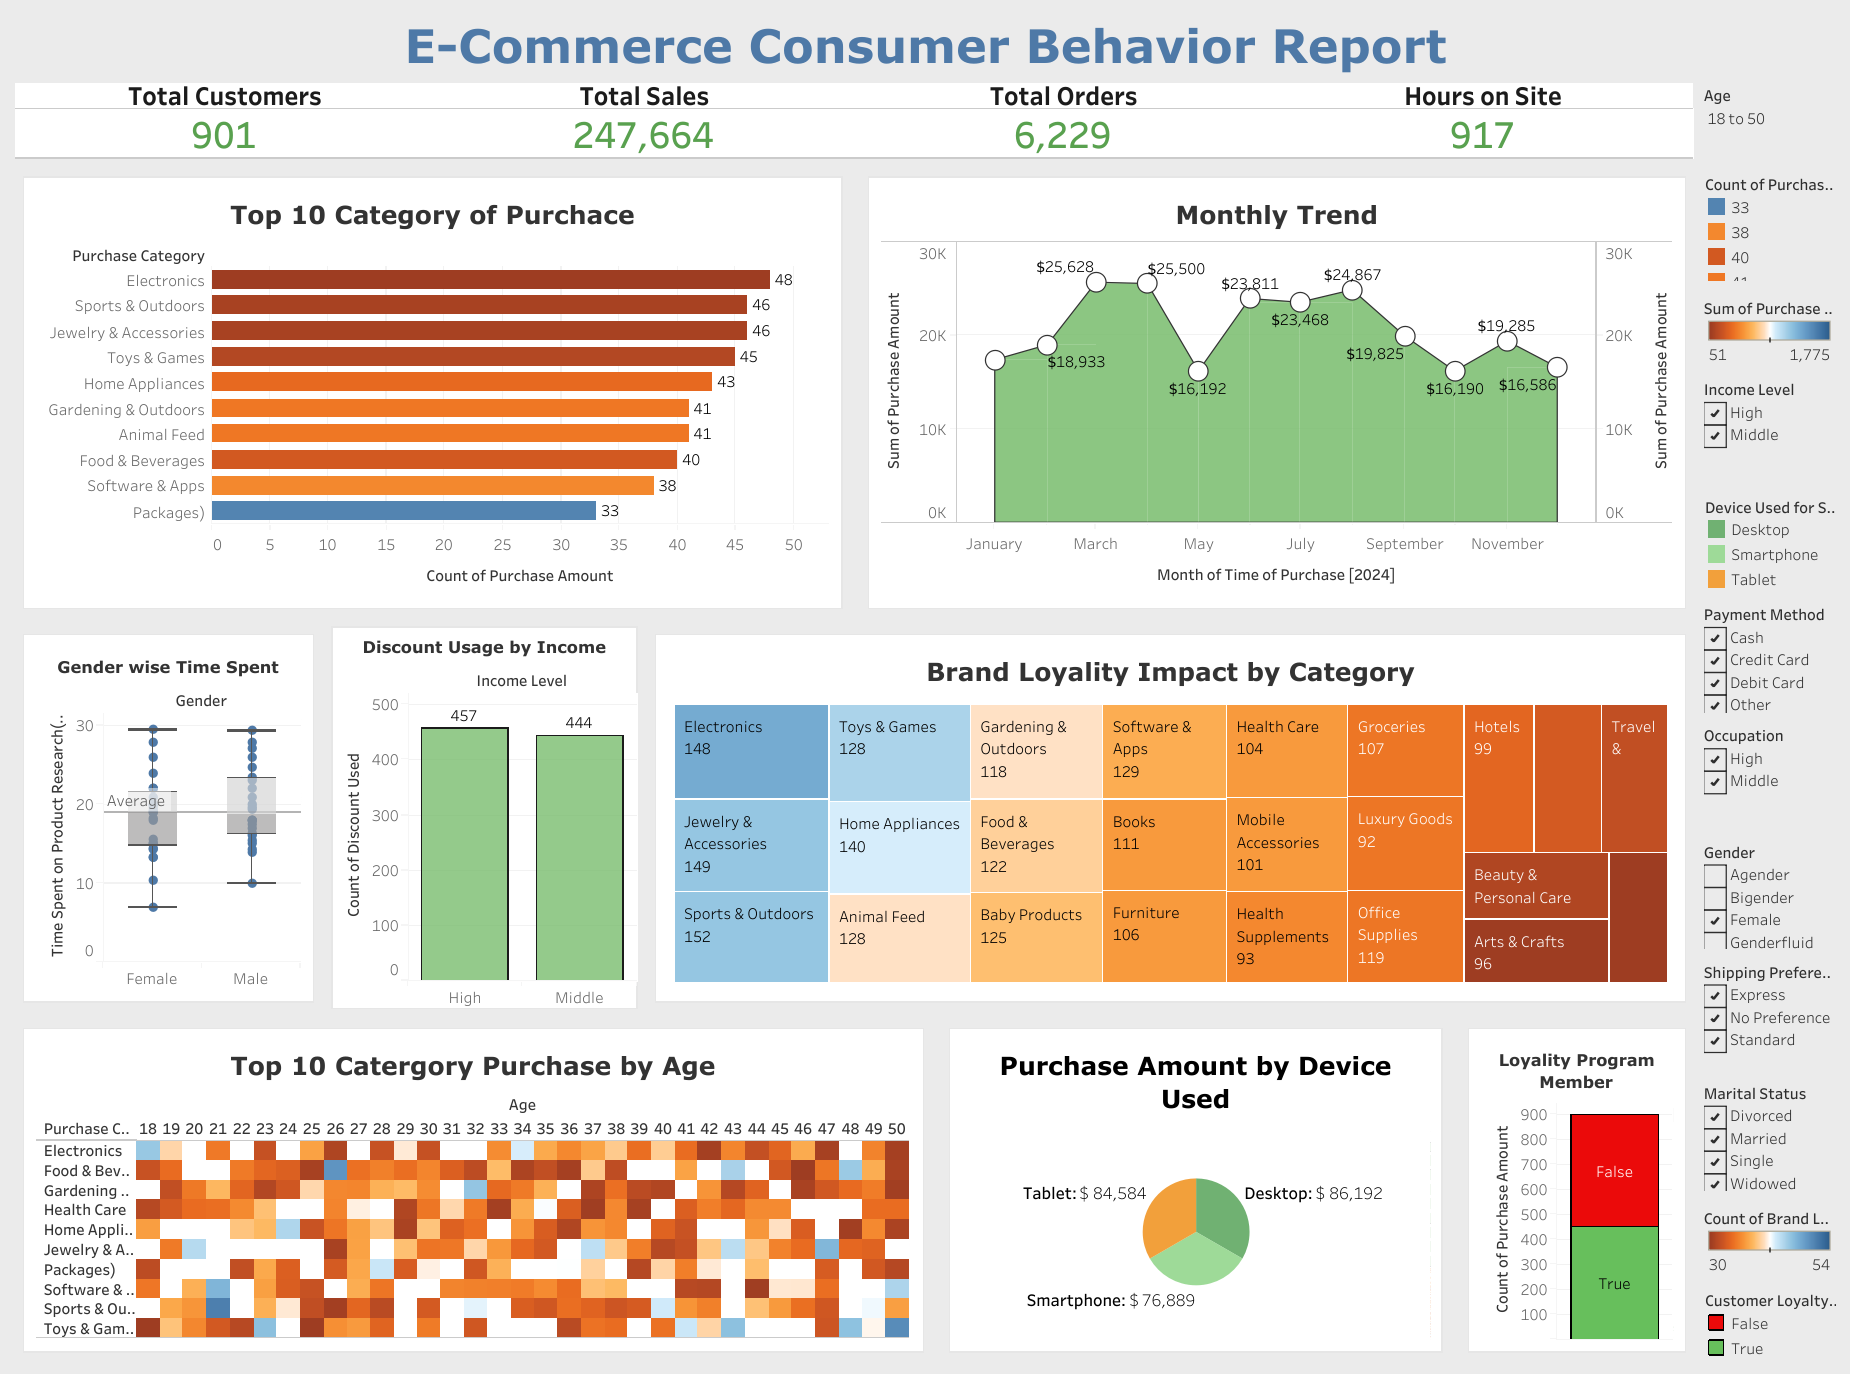 E-Commerce Consumer Behavior Report
Total Customers
Total Sales
Total Orders
Hours on Site
901
247,664
6,229
917
Age
18 to 50
Count of Purchas..
33
38
40
41
Sum of Purchase ..
51
1,775
Income Level
High
Middle
Device Used for S..
Desktop
Smartphone
Tablet
Payment Method
Cash
Credit Card
Debit Card
Other
Occupation
High
Middle
Gender
Agender
Bigender
Female
Genderfluid
Shipping Prefere..
Express
No Preference
Standard
Marital Status
Divorced
Married
Single
Widowed
Count of Brand L..
30
54
Customer Loyalty..
False
True
Top 10 Category of Purchace
Purchase Category
Electronics 48
Sports & Outdoors 46
Jewelry & Accessories 46
Toys & Games 45
Home Appliances 43
Gardening & Outdoors 41
Animal Feed 41
Food & Beverages 40
Software & Apps 38
Packages) 33
0 5 10 15 20 25 30 35 40 45 50
Count of Purchase Amount
Monthly Trend
Sum of Purchase Amount
30K
20K
10K
0K
$18,933
$25,628
$25,500
$16,192
$23,811
$23,468
$24,867
$19,825
$16,190
$19,285
$16,586
30K
20K
10K
0K
Sum of Purchase Amount
January March May July September November
Month of Time of Purchase [2024]
Gender wise Time Spent
Gender
Time Spent on Product Research(..
30
20
10
0
Average
Female Male
Discount Usage by Income
Income Level
Count of Discount Used
500
400
300
200
100
0
457
444
High Middle
Brand Loyality Impact by Category
Electronics
148
Jewelry &
Accessories
149
Sports & Outdoors
152
Toys & Games
128
Home Appliances
140
Animal Feed
128
Gardening &
Outdoors
118
Food &
Beverages
122
Baby Products
125
Software &
Apps
129
Books
111
Furniture
106
Health Care
104
Mobile
Accessories
101
Health
Supplements
93
Groceries
107
Luxury Goods
92
Office
Supplies
119
Hotels
99
Travel
&
Beauty &
Personal Care
Arts & Crafts
96
Top 10 Catergory Purchase by Age
Age
Purchase C.. 18 19 20 21 22 23 24 25 26 27 28 29 30 31 32 33 34 35 36 37 38 39 40 41 42 43 44 45 46 47 48 49 50
Electronics
Food & Bev..
Gardening ..
Health Care
Home Appli..
Jewelry & A..
Packages)
Software & ..
Sports & Ou..
Toys & Gam..
Purchase Amount by Device
Used
Tablet: $ 84,584
Desktop: $ 86,192
Smartphone: $ 76,889
Loyality Program
Member
Count of Purchase Amount
900
800
700
600
500
400
300
200
100
False
True